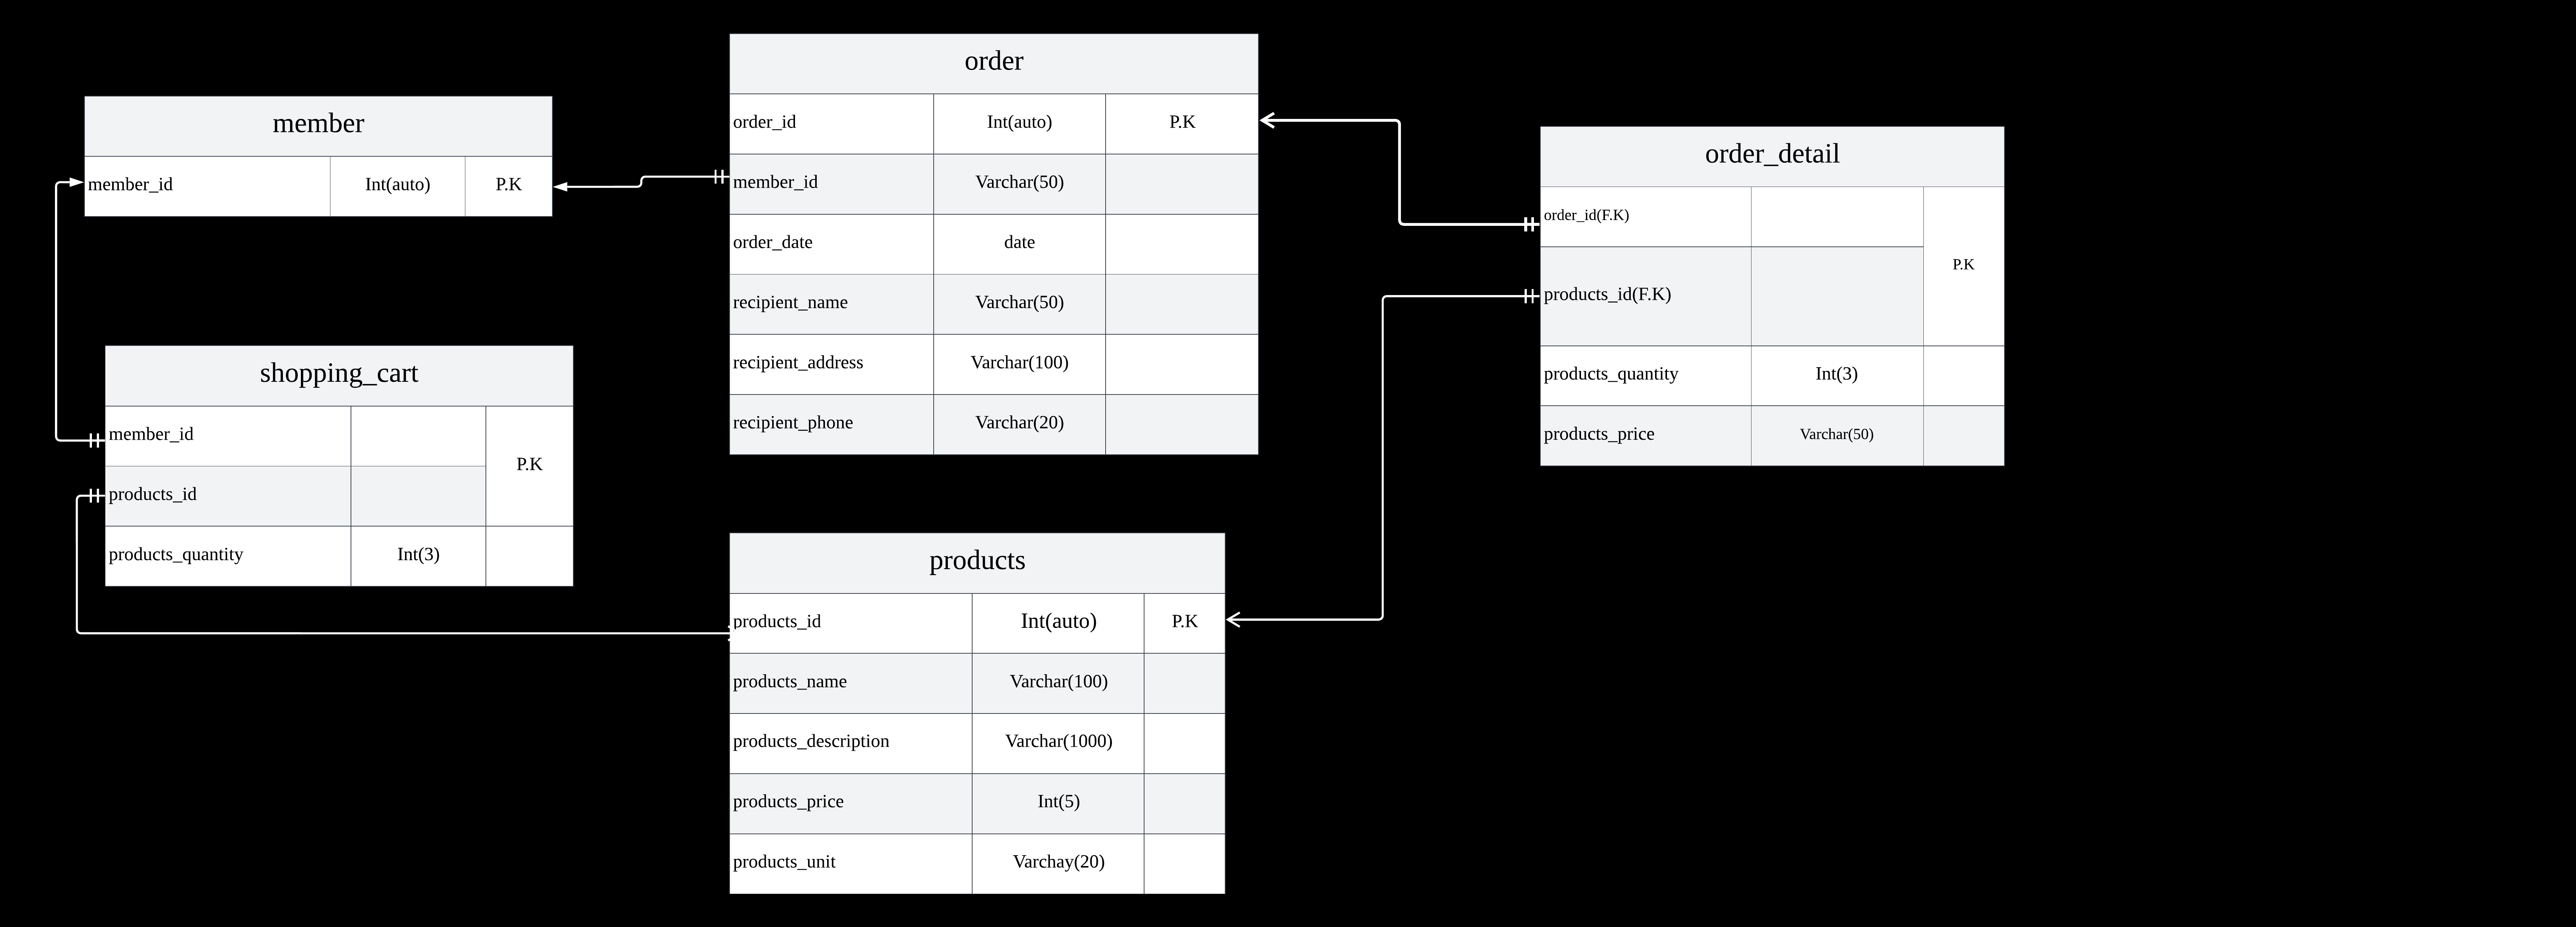 member
member_id Int(auto) P.K
order
order_id Int(auto) P.K
member_id Varchar(50)
order_date date
recipient_name Varchar(50)
recipient_address Varchar(100)
recipient_phone Varchar(20)
order_detail
order_id(F.K)
P.K
products_id(F.K)
products_quantity Int(3)
products_price Varchar(50)
shopping_cart
member_id
P.K
products_id
products_quantity Int(3)
products
products_id Int(auto) P.K
products_name Varchar(100)
products_description Varchar(1000)
products_price Int(5)
products_unit Varchay(20)